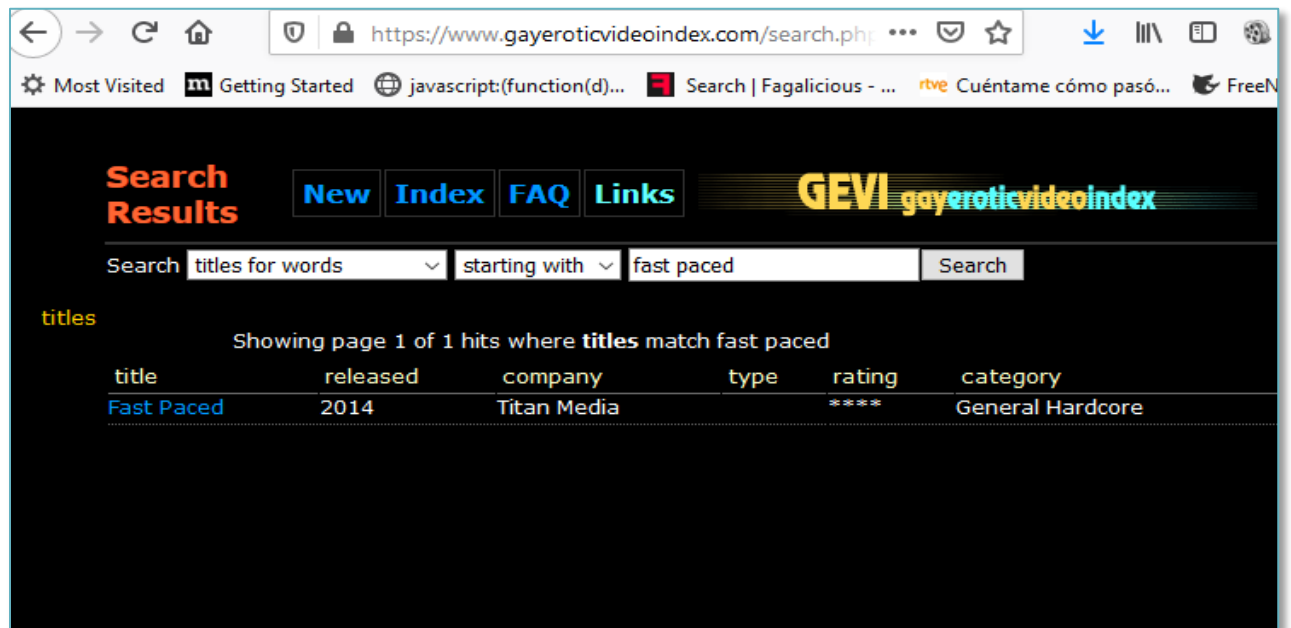 https://www.gayeroticvideoindex.com/search.php
Most Visited m Getting Started javascript:(function(d)... Search | Fagalicious - ... rtve Cuéntame cómo pasó... FreeN
Search Results New Index FAQ Links GEVI gayeroticvideoindex
Search titles for words starting with fast paced Search
titles
Showing page 1 of 1 hits where titles match fast paced
title released company type rating category
Fast Paced 2014 Titan Media **** General Hardcore